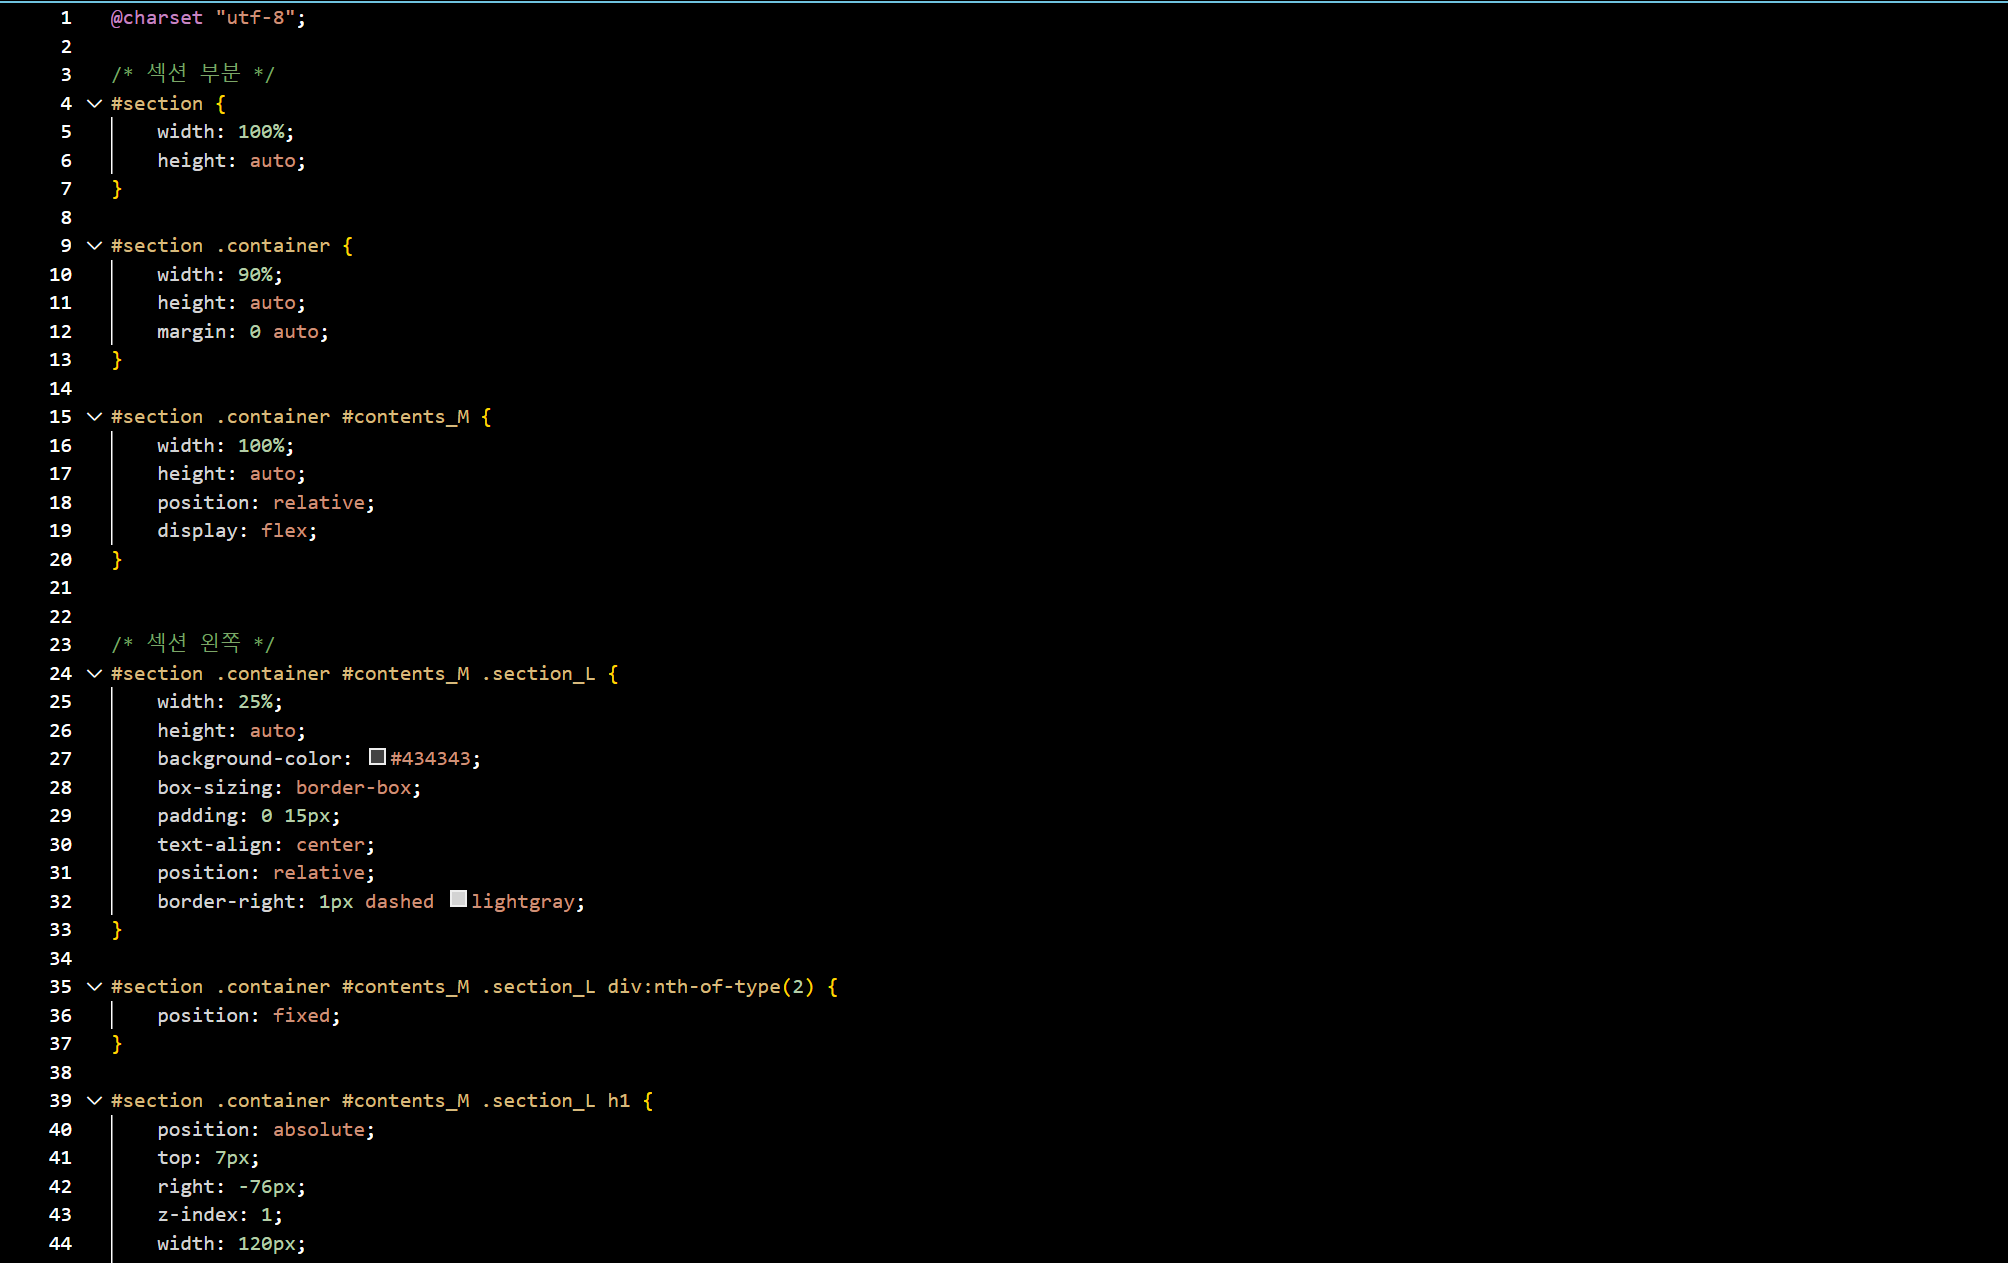 1 @charset "utf-8";
2
3 /* 섹션 부분 */
4 #section {
5 width: 100%;
6 height: auto;
7 }
8
9 #section .container {
10 width: 90%;
11 height: auto;
12 margin: 0 auto;
13 }
14
15 #section .container #contents_M {
16 width: 100%;
17 height: auto;
18 position: relative;
19 display: flex;
20 }
21
22
23 /* 섹션 왼쪽 */
24 #section .container #contents_M .section_L {
25 width: 25%;
26 height: auto;
27 background-color: #434343;
28 box-sizing: border-box;
29 padding: 0 15px;
30 text-align: center;
31 position: relative;
32 border-right: 1px dashed lightgray;
33 }
34
35 #section .container #contents_M .section_L div:nth-of-type(2) {
36 position: fixed;
37 }
38
39 #section .container #contents_M .section_L h1 {
40 position: absolute;
41 top: 7px;
42 right: -76px;
43 z-index: 1;
44 width: 120px;